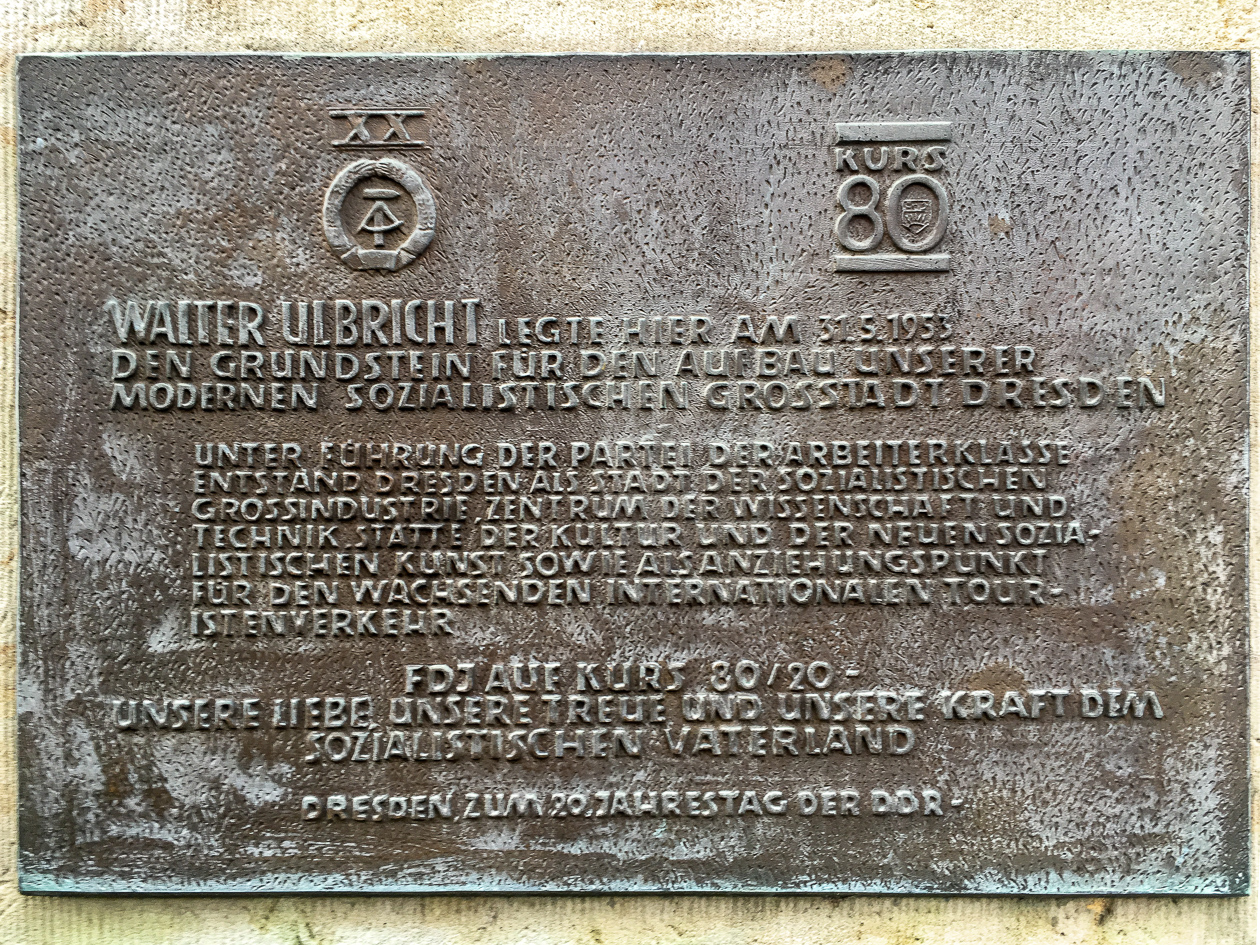 XX
KURS
80
WALTER ULBRICHT LEGTE HIER AM 31.5.1953
DEN GRUNDSTEIN FÜR DEN AUFBAU UNSERER
MODERNEN SOZIALISTISCHEN GROSSTADT DRESDEN
UNTER FÜHRUNG DER PARTEI DER ARBEITERKLASSE
ENTSTAND DRESDEN ALS STADT DER SOZIALISTISCHEN
GROSSINDUSTRIE, ZENTRUM DER WISSENSCHAFT UND
TECHNIK, STÄTTE DER KULTUR UND DER NEUEN SOZIA-
LISTISCHEN KUNST SOWIE ALS ANZIEHUNGSPUNKT
FÜR DEN WACHSENDEN INTERNATIONALEN TOUR-
ISTENVERKEHR
FDJ AUF KURS 80/20 -
UNSERE LIEBE, UNSERE TREUE UND UNSERE KRAFT DEM
SOZIALISTISCHEN VATERLAND
DRESDEN, ZUM 20. JAHRESTAG DER DDR -